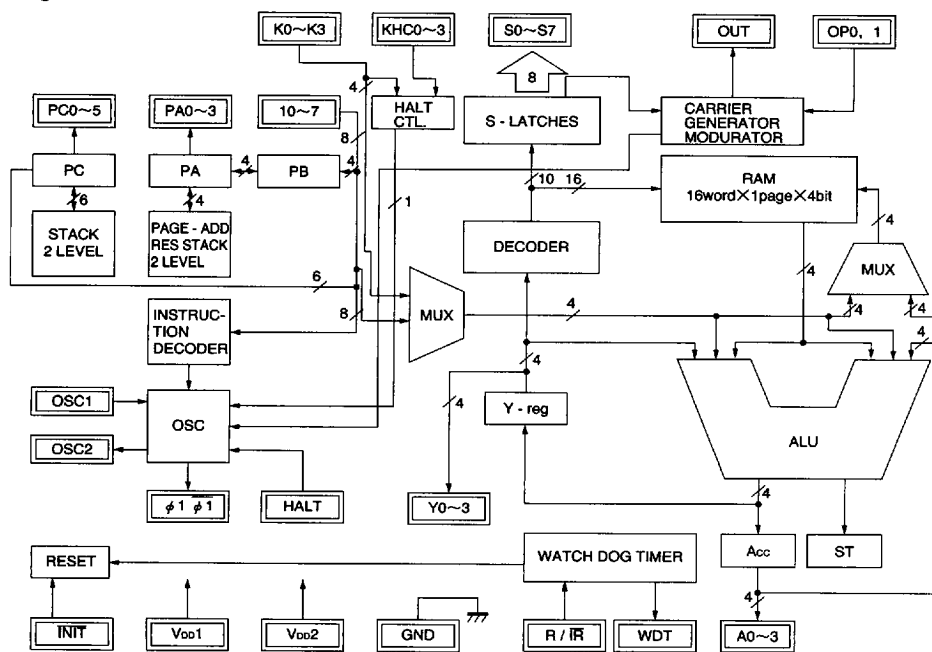 K0~K3 KHC0~3 S0~S7 OUT OP0, 1
PC0~5 PA0~3 10~7
4 8 HALT
CTL.
S - LATCHES
CARRIER
GENERATOR
MODURATOR
8
PC 4 PA 4 PB 4
1 10 16
RAM
16word×1page×4bit
6 4
STACK
2 LEVEL
PAGE - ADD
RES STACK
2 LEVEL
DECODER
4 4
MUX
6 8
MUX 4 4 4
INSTRUC-
TION
DECODER
4 4
OSC1
OSC
OSC2
4 Y - reg
ALU
φ1 φ1̅ HALT Y0~3
4
RESET
WATCH DOG TIMER
Acc ST
4
I̅N̅I̅T̅ VDD1 VDD2 GND R / I̅R̅ WDT A0~3